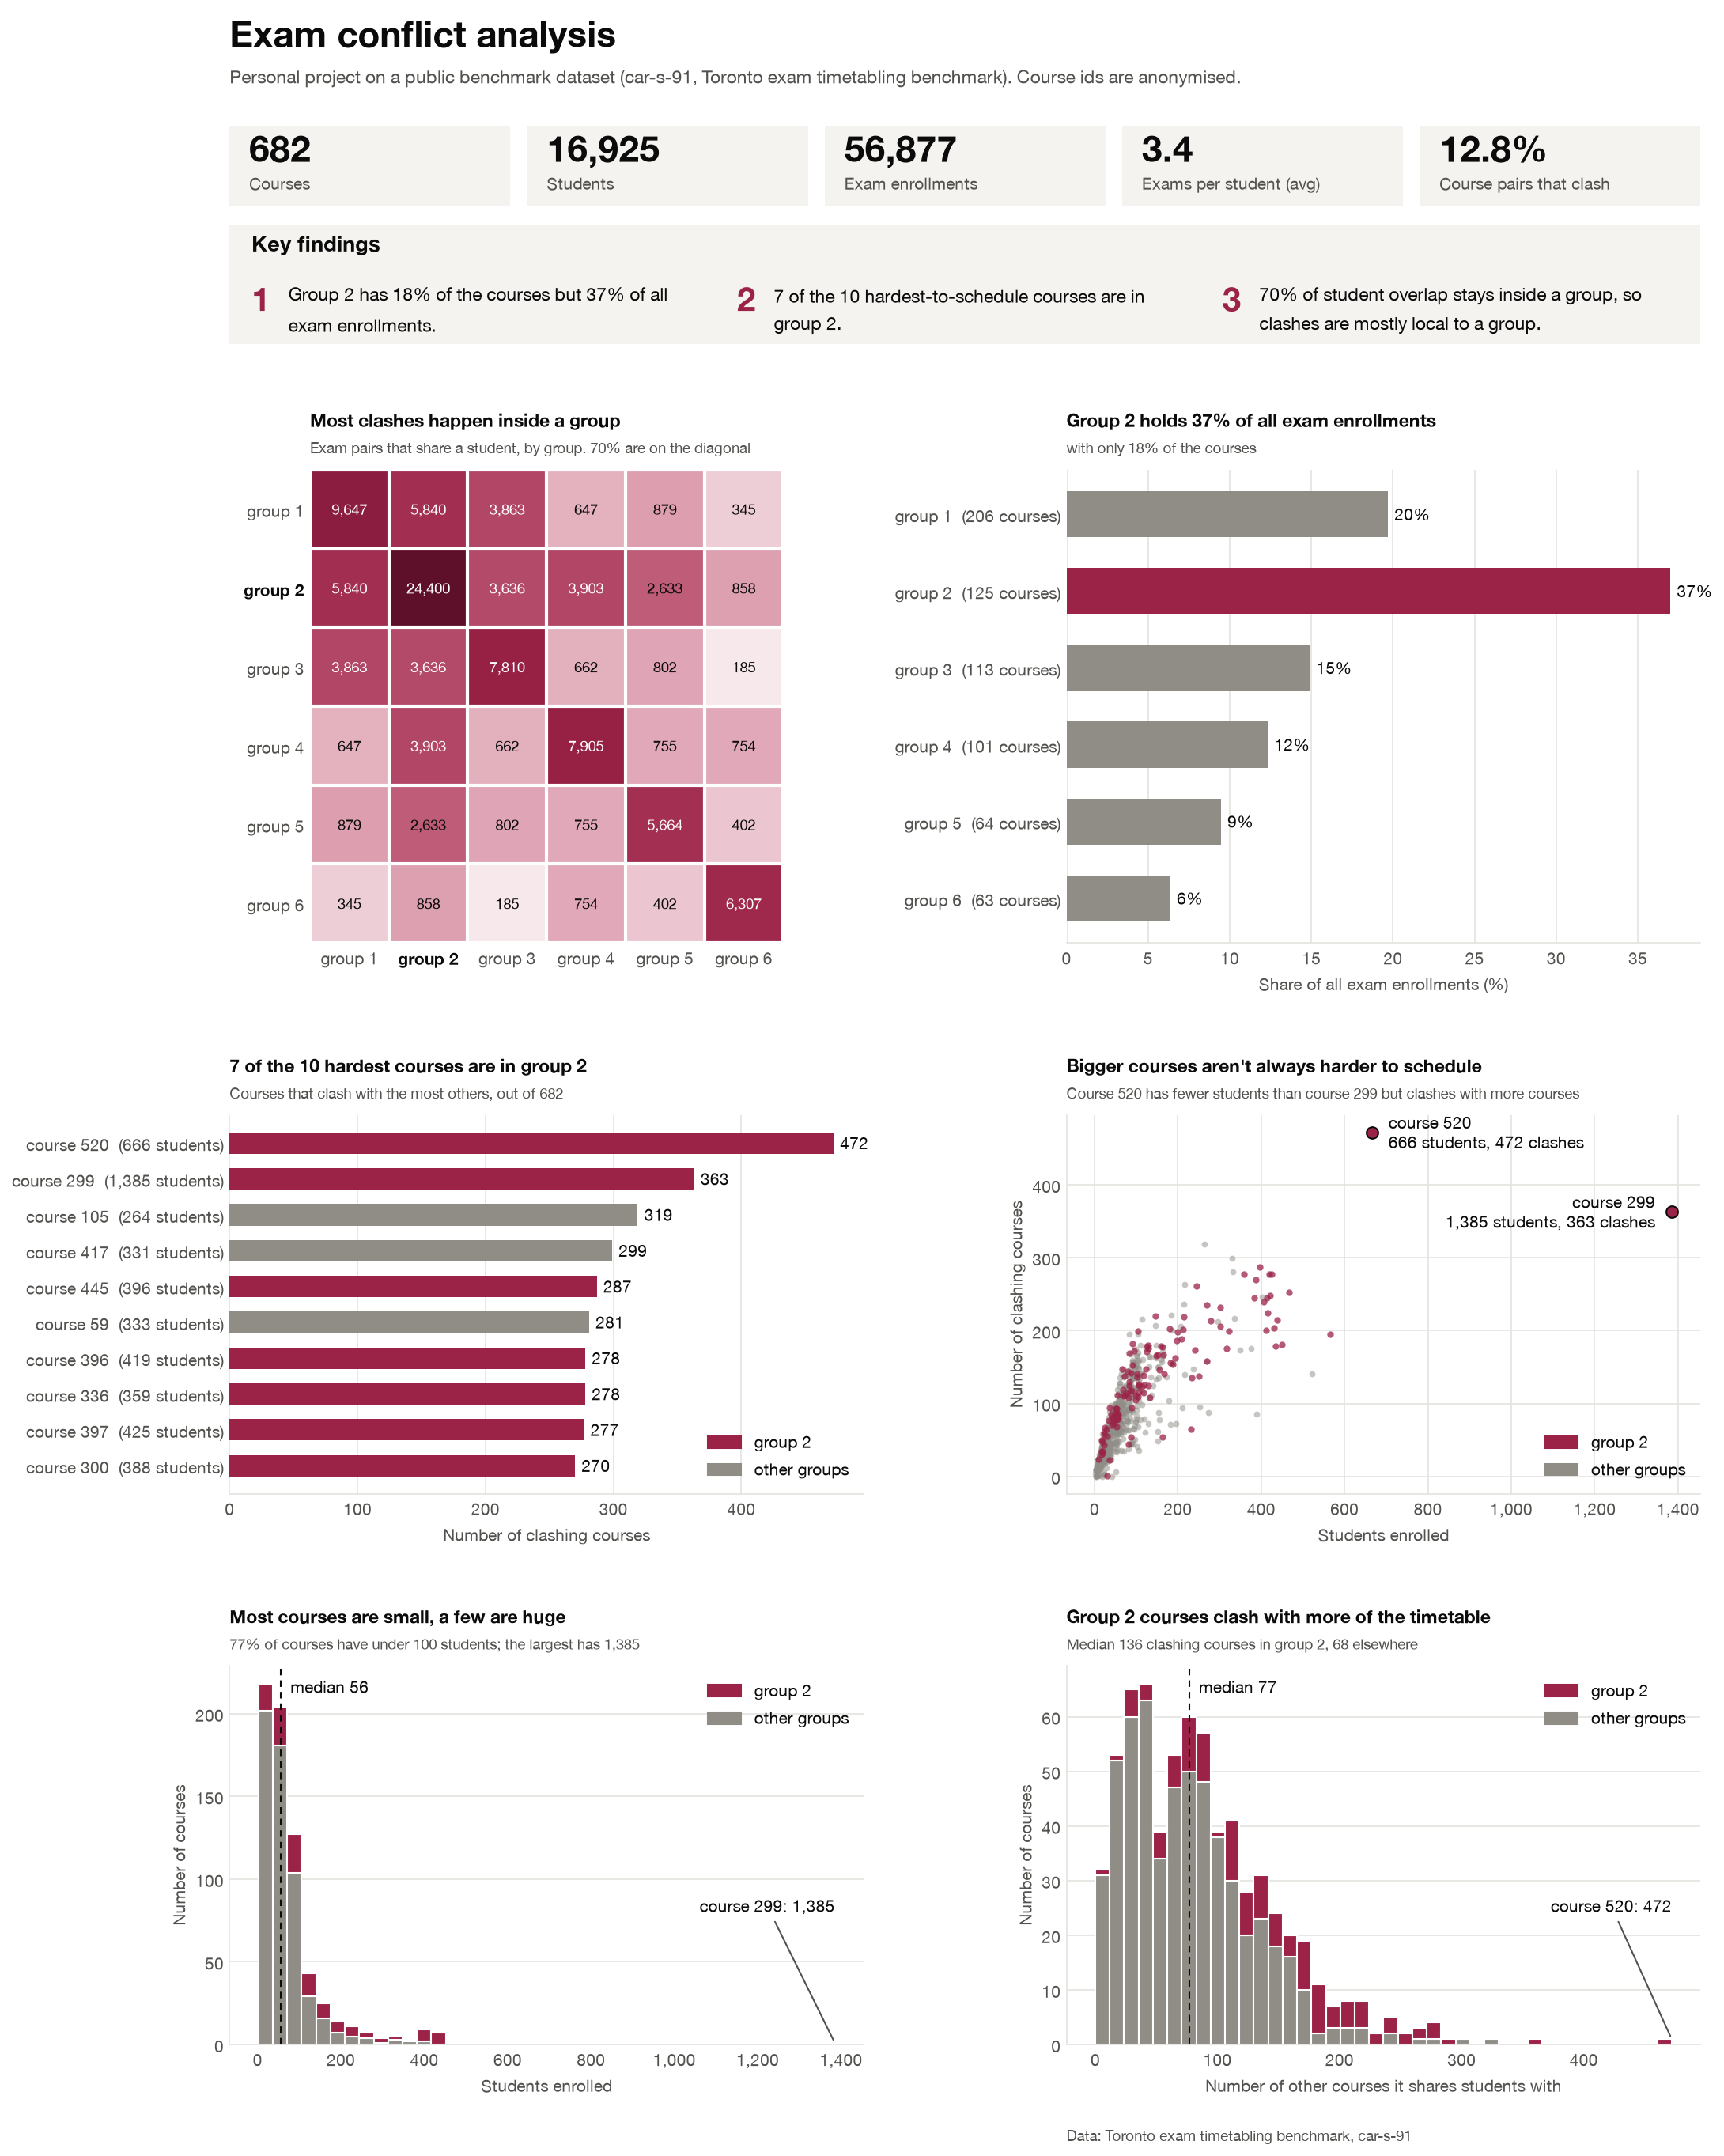 Exam conflict analysis
Personal project on a public benchmark dataset (car-s-91, Toronto exam timetabling benchmark). Course ids are anonymised.
682
Courses
16,925
Students
56,877
Exam enrollments
3.4
Exams per student (avg)
12.8%
Course pairs that clash
Key findings
1
Group 2 has 18% of the courses but 37% of all
exam enrollments.
2
7 of the 10 hardest-to-schedule courses are in
group 2.
3
70% of student overlap stays inside a group, so
clashes are mostly local to a group.
Most clashes happen inside a group
Exam pairs that share a student, by group. 70% are on the diagonal
group 1 9,647 5,840 3,863 647 879 345
group 2 5,840 24,400 3,636 3,903 2,633 858
group 3 3,863 3,636 7,810 662 802 185
group 4 647 3,903 662 7,905 755 754
group 5 879 2,633 802 755 5,664 402
group 6 345 858 185 754 402 6,307
group 1 group 2 group 3 group 4 group 5 group 6
Group 2 holds 37% of all exam enrollments
with only 18% of the courses
group 1 (206 courses) 20%
group 2 (125 courses) 37%
group 3 (113 courses) 15%
group 4 (101 courses) 12%
group 5 (64 courses) 9%
group 6 (63 courses) 6%
0 5 10 15 20 25 30 35
Share of all exam enrollments (%)
7 of the 10 hardest courses are in group 2
Courses that clash with the most others, out of 682
course 520 (666 students) 472
course 299 (1,385 students) 363
course 105 (264 students) 319
course 417 (331 students) 299
course 445 (396 students) 287
course 59 (333 students) 281
course 396 (419 students) 278
course 336 (359 students) 278
course 397 (425 students) 277
course 300 (388 students) 270
group 2
other groups
0 100 200 300 400
Number of clashing courses
Bigger courses aren't always harder to schedule
Course 520 has fewer students than course 299 but clashes with more courses
course 520
666 students, 472 clashes
course 299
1,385 students, 363 clashes
400
300
200
100
0
Number of clashing courses
group 2
other groups
0 200 400 600 800 1,000 1,200 1,400
Students enrolled
Most courses are small, a few are huge
77% of courses have under 100 students; the largest has 1,385
median 56
group 2
other groups
200
150
100
50
0
Number of courses
course 299: 1,385
0 200 400 600 800 1,000 1,200 1,400
Students enrolled
Group 2 courses clash with more of the timetable
Median 136 clashing courses in group 2, 68 elsewhere
median 77
group 2
other groups
60
50
40
30
20
10
0
Number of courses
course 520: 472
0 100 200 300 400
Number of other courses it shares students with
Data: Toronto exam timetabling benchmark, car-s-91